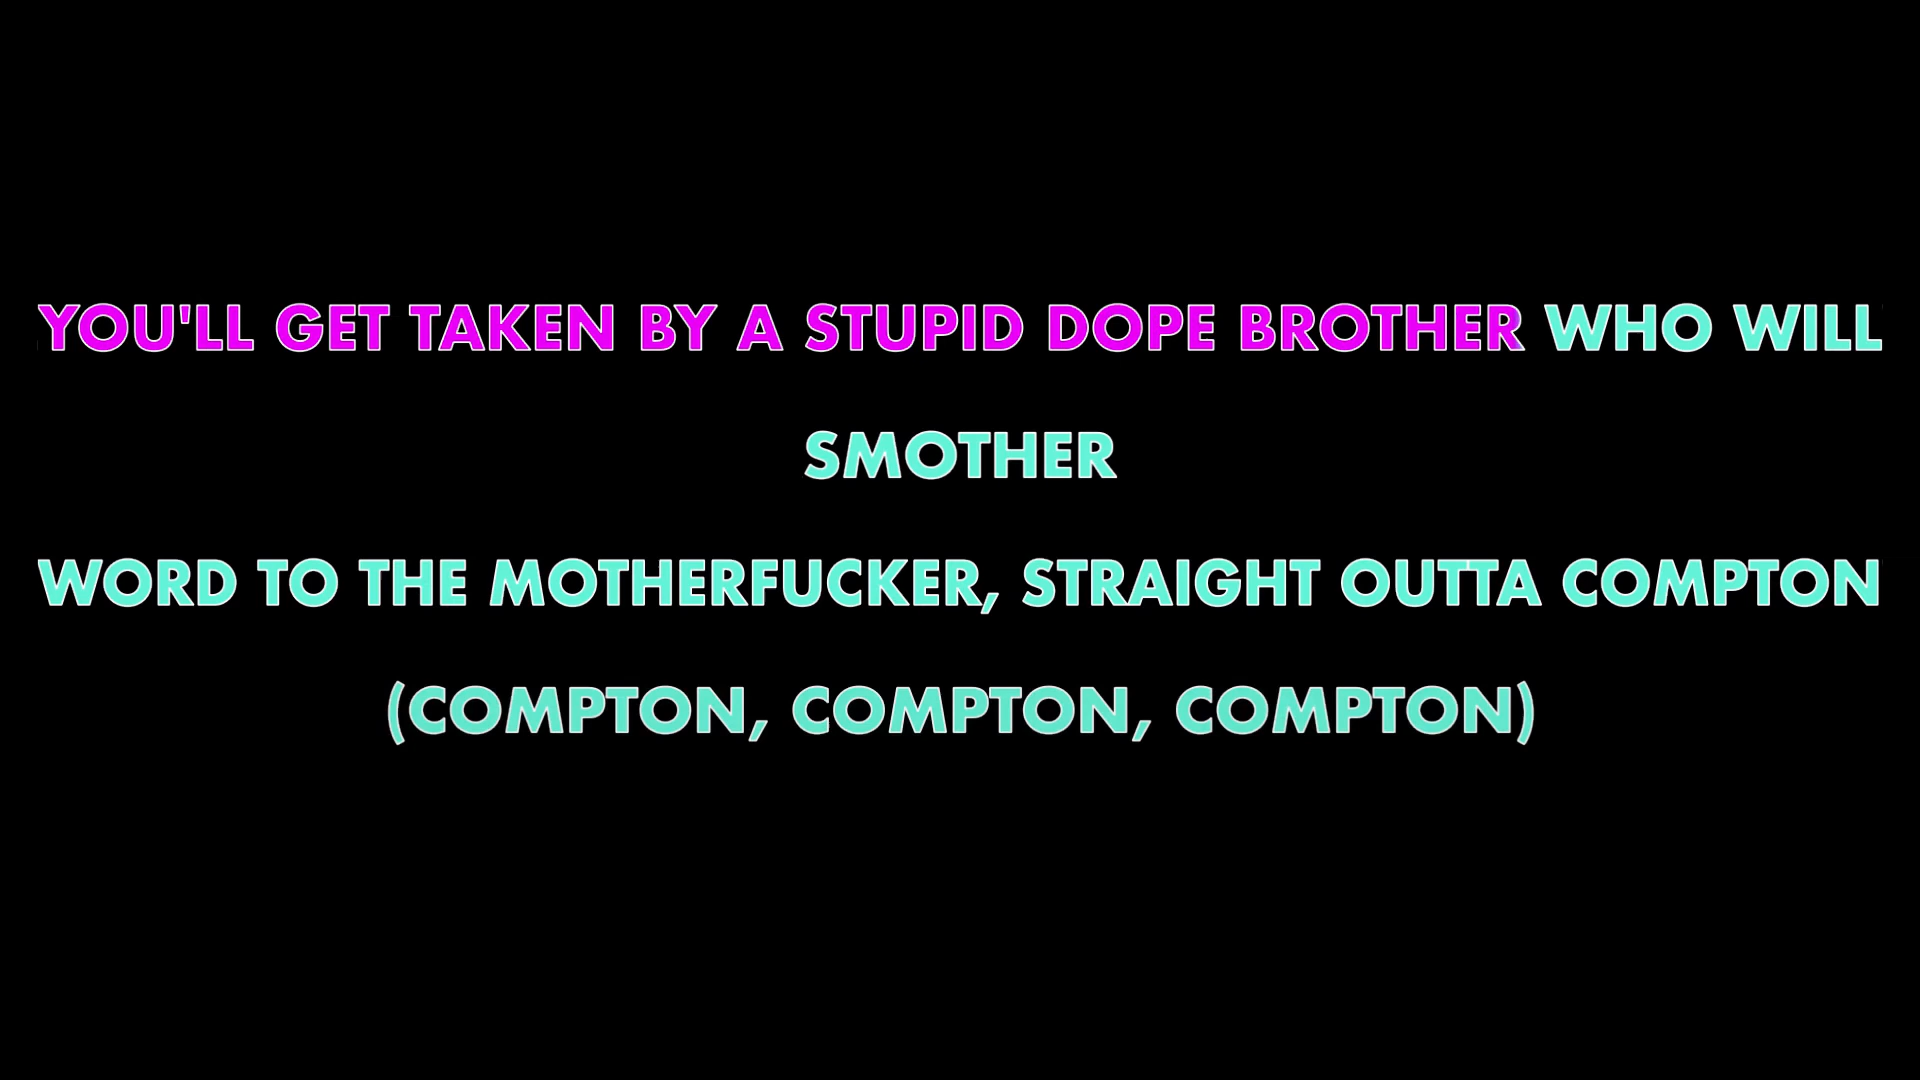 YOU'LL GET TAKEN BY A STUPID DOPE BROTHER WHO WILL
SMOTHER
WORD TO THE MOTHERFUCKER, STRAIGHT OUTTA COMPTON
(COMPTON, COMPTON, COMPTON)